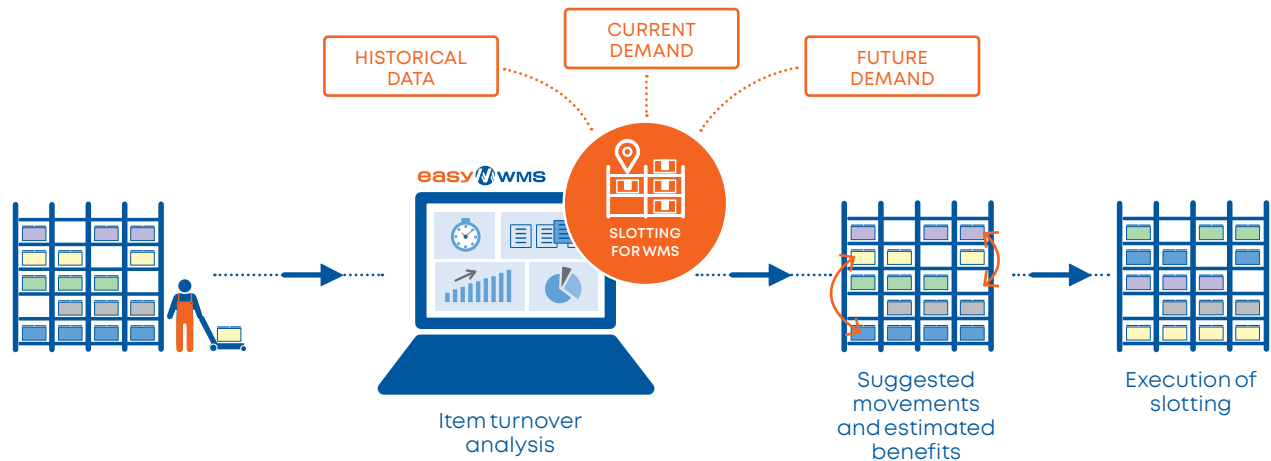 HISTORICAL
DATA
CURRENT
DEMAND
FUTURE
DEMAND
easy WMS
SLOTTING
FOR WMS
Item turnover
analysis
Suggested
movements
and estimated
benefits
Execution of
slotting